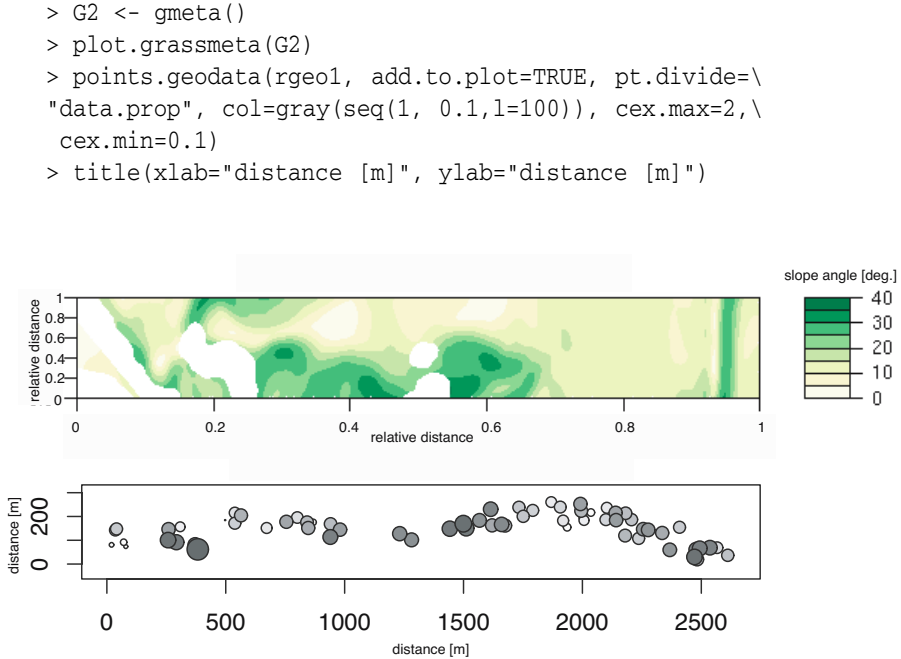 > G2 <- gmeta()
> plot.grassmeta(G2)
> points.geodata(rgeo1, add.to.plot=TRUE, pt.divide=\
"data.prop", col=gray(seq(1, 0.1,l=100)), cex.max=2,\
cex.min=0.1)
> title(xlab="distance [m]", ylab="distance [m]")
slope angle [deg.]
40
30
20
10
0
relative distance
1
0.8
0.6
0.4
0.2
0
0 0.2 0.4 0.6 0.8 1
relative distance
distance [m]
200
0
0 500 1000 1500 2000 2500
distance [m]